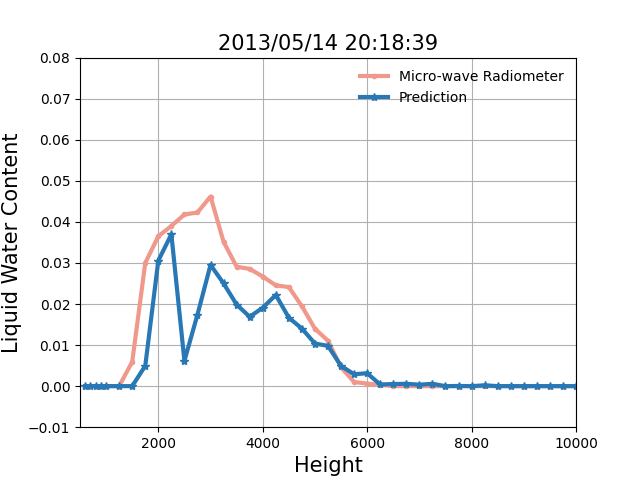 2013/05/14 20:18:39
0.08
0.07
0.06
0.05
0.04
0.03
0.02
0.01
0.00
−0.01
Liquid Water Content
Micro-wave Radiometer
Prediction
2000 4000 6000 8000 10000
Height